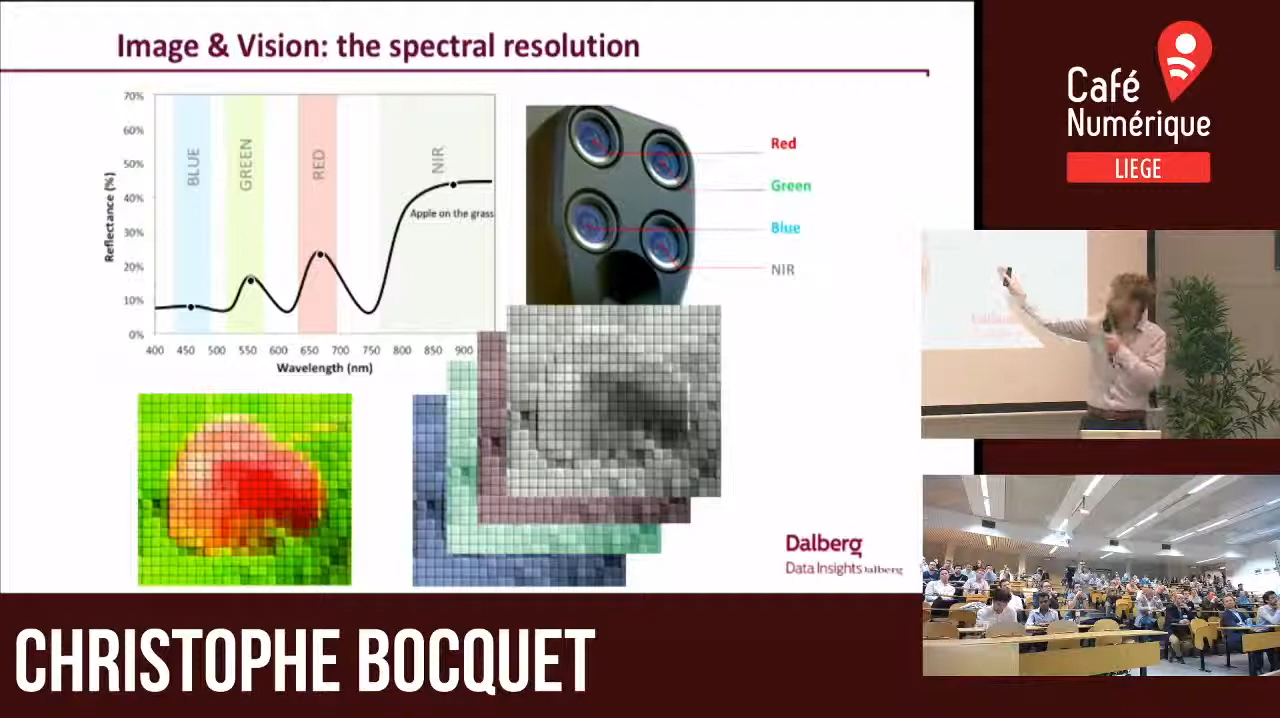 Image & Vision: the spectral resolution
70%
60%
50%
40%
30%
20%
10%
0%
Reflectance (%)
BLUE
GREEN
RED
NIR
Apple on the grass
400 450 500 550 600 650 700 750 800 850 900
Wavelength (nm)
Red
Green
Blue
NIR
Dalberg
Data Insights Dalberg
Café
Numérique
LIEGE
CHRISTOPHE BOCQUET